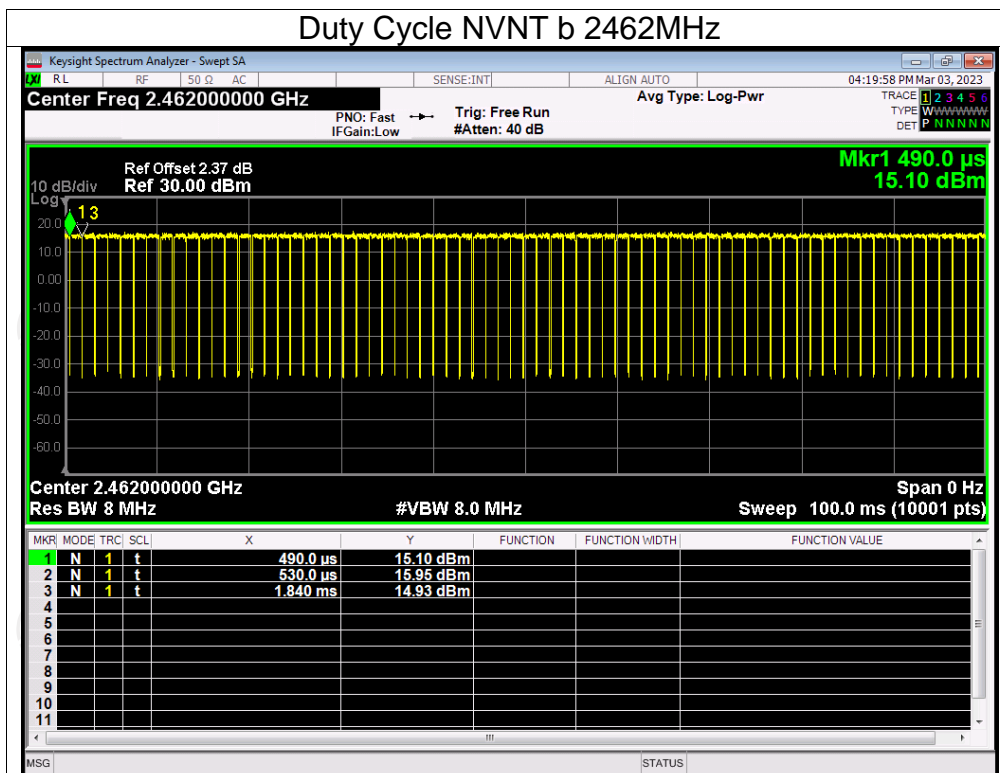 Duty Cycle NVNT b 2462MHz
Keysight Spectrum Analyzer - Swept SA
LXI RL RF 50 Ω AC SENSE:INT ALIGN AUTO 04:19:58 PM Mar 03, 2023
Center Freq 2.462000000 GHz Avg Type: Log-Pwr TRACE 1 2 3 4 5 6
PNO: Fast Trig: Free Run TYPE WWWWWW
IFGain:Low #Atten: 40 dB DET P N N N N N
Ref Offset 2.37 dB Mkr1 490.0 µs
10 dB/div Ref 30.00 dBm 15.10 dBm
Log
1 3
20.0
10.0
0.00
-10.0
-20.0
-30.0
-40.0
-50.0
-60.0
Center 2.462000000 GHz Span 0 Hz
Res BW 8 MHz #VBW 8.0 MHz Sweep 100.0 ms (10001 pts)
MKR MODE TRC SCL X Y FUNCTION FUNCTION WIDTH FUNCTION VALUE
1 N 1 t 490.0 µs 15.10 dBm
2 N 1 t 530.0 µs 15.95 dBm
3 N 1 t 1.840 ms 14.93 dBm
4
5
6
7
8
9
10
11
MSG STATUS